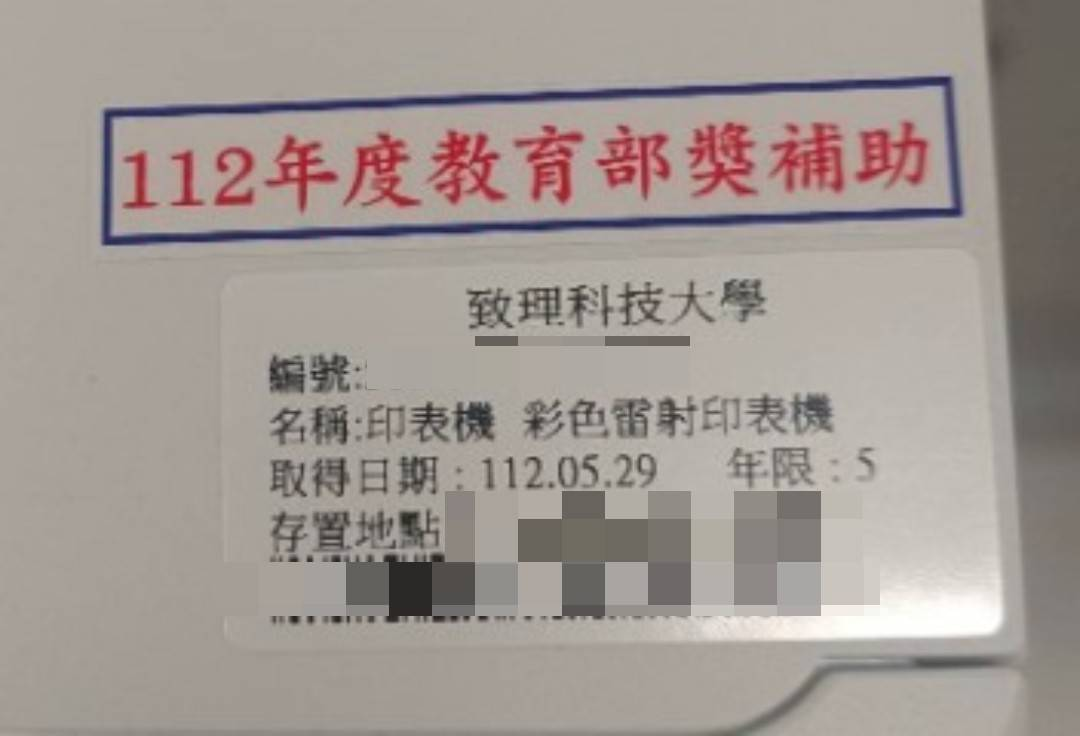 112年度教育部獎補助
致理科技大學
編號:
名稱:印表機 彩色雷射印表機
取得日期：112.05.29 年限：5
存置地點